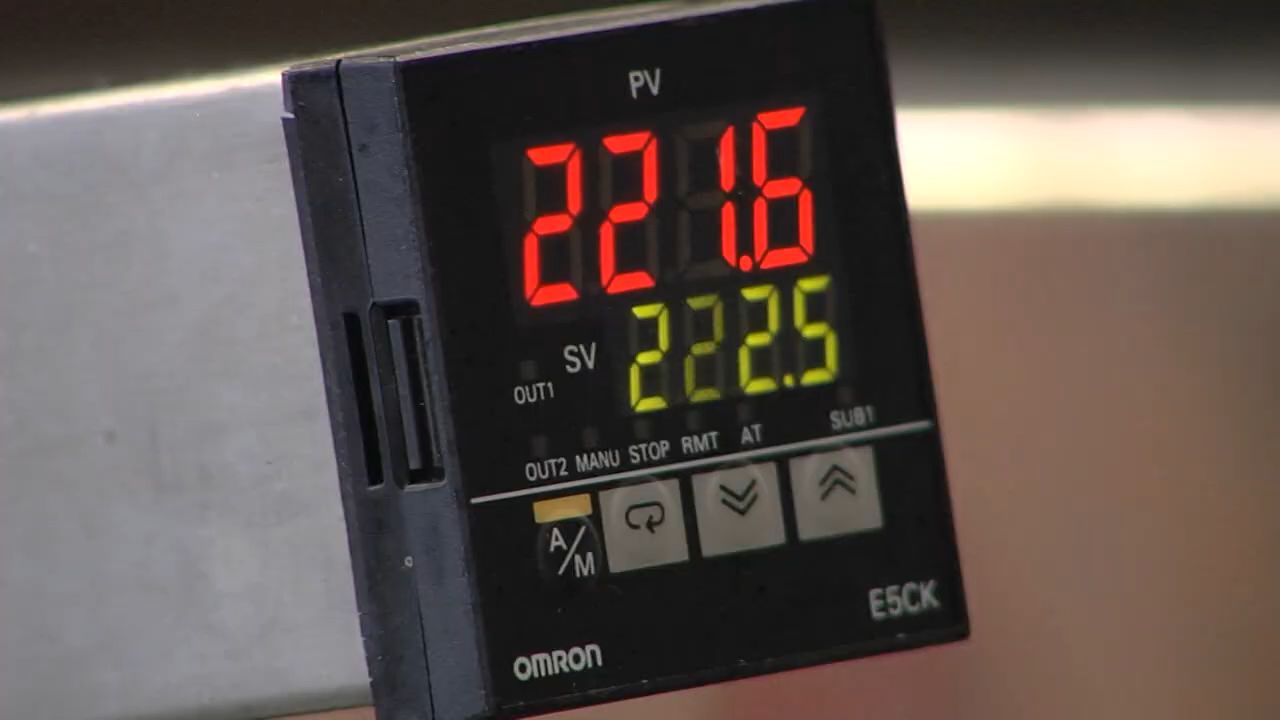 PV
221.6
SV
222.5
OUT1
OUT2 MANU STOP RMT AT SUB1
A/M
E5CK
OMRON